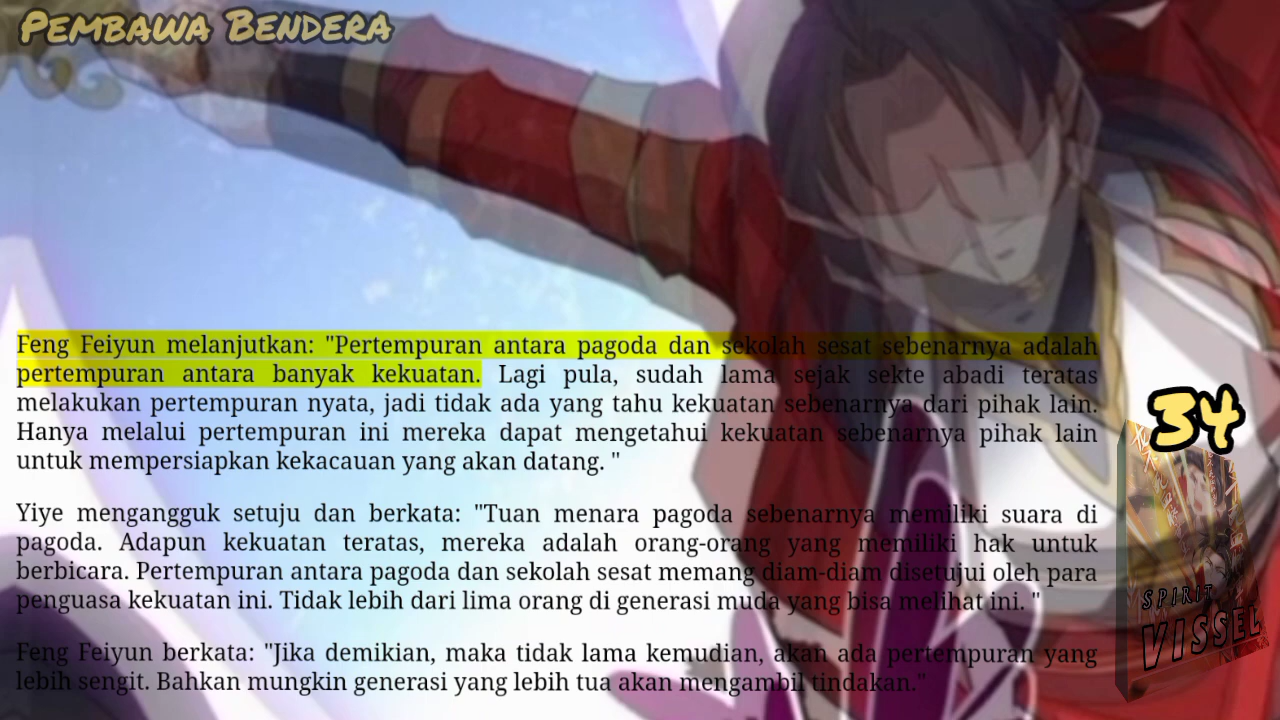 PEMBAWA BENDERA
Feng Feiyun melanjutkan: "Pertempuran antara pagoda dan sekolah sesat sebenarnya adalah
pertempuran antara banyak kekuatan. Lagi pula, sudah lama sejak sekte abadi teratas
melakukan pertempuran nyata, jadi tidak ada yang tahu kekuatan sebenarnya dari pihak lain.
Hanya melalui pertempuran ini mereka dapat mengetahui kekuatan sebenarnya pihak lain
untuk mempersiapkan kekacauan yang akan datang. "
34
Yiye mengangguk setuju dan berkata: "Tuan menara pagoda sebenarnya memiliki suara di
pagoda. Adapun kekuatan teratas, mereka adalah orang-orang yang memiliki hak untuk
berbicara. Pertempuran antara pagoda dan sekolah sesat memang diam-diam disetujui oleh para
penguasa kekuatan ini. Tidak lebih dari lima orang di generasi muda yang bisa melihat ini. "
SPIRIT
VISSEL
Feng Feiyun berkata: "Jika demikian, maka tidak lama kemudian, akan ada pertempuran yang
lebih sengit. Bahkan mungkin generasi yang lebih tua akan mengambil tindakan."